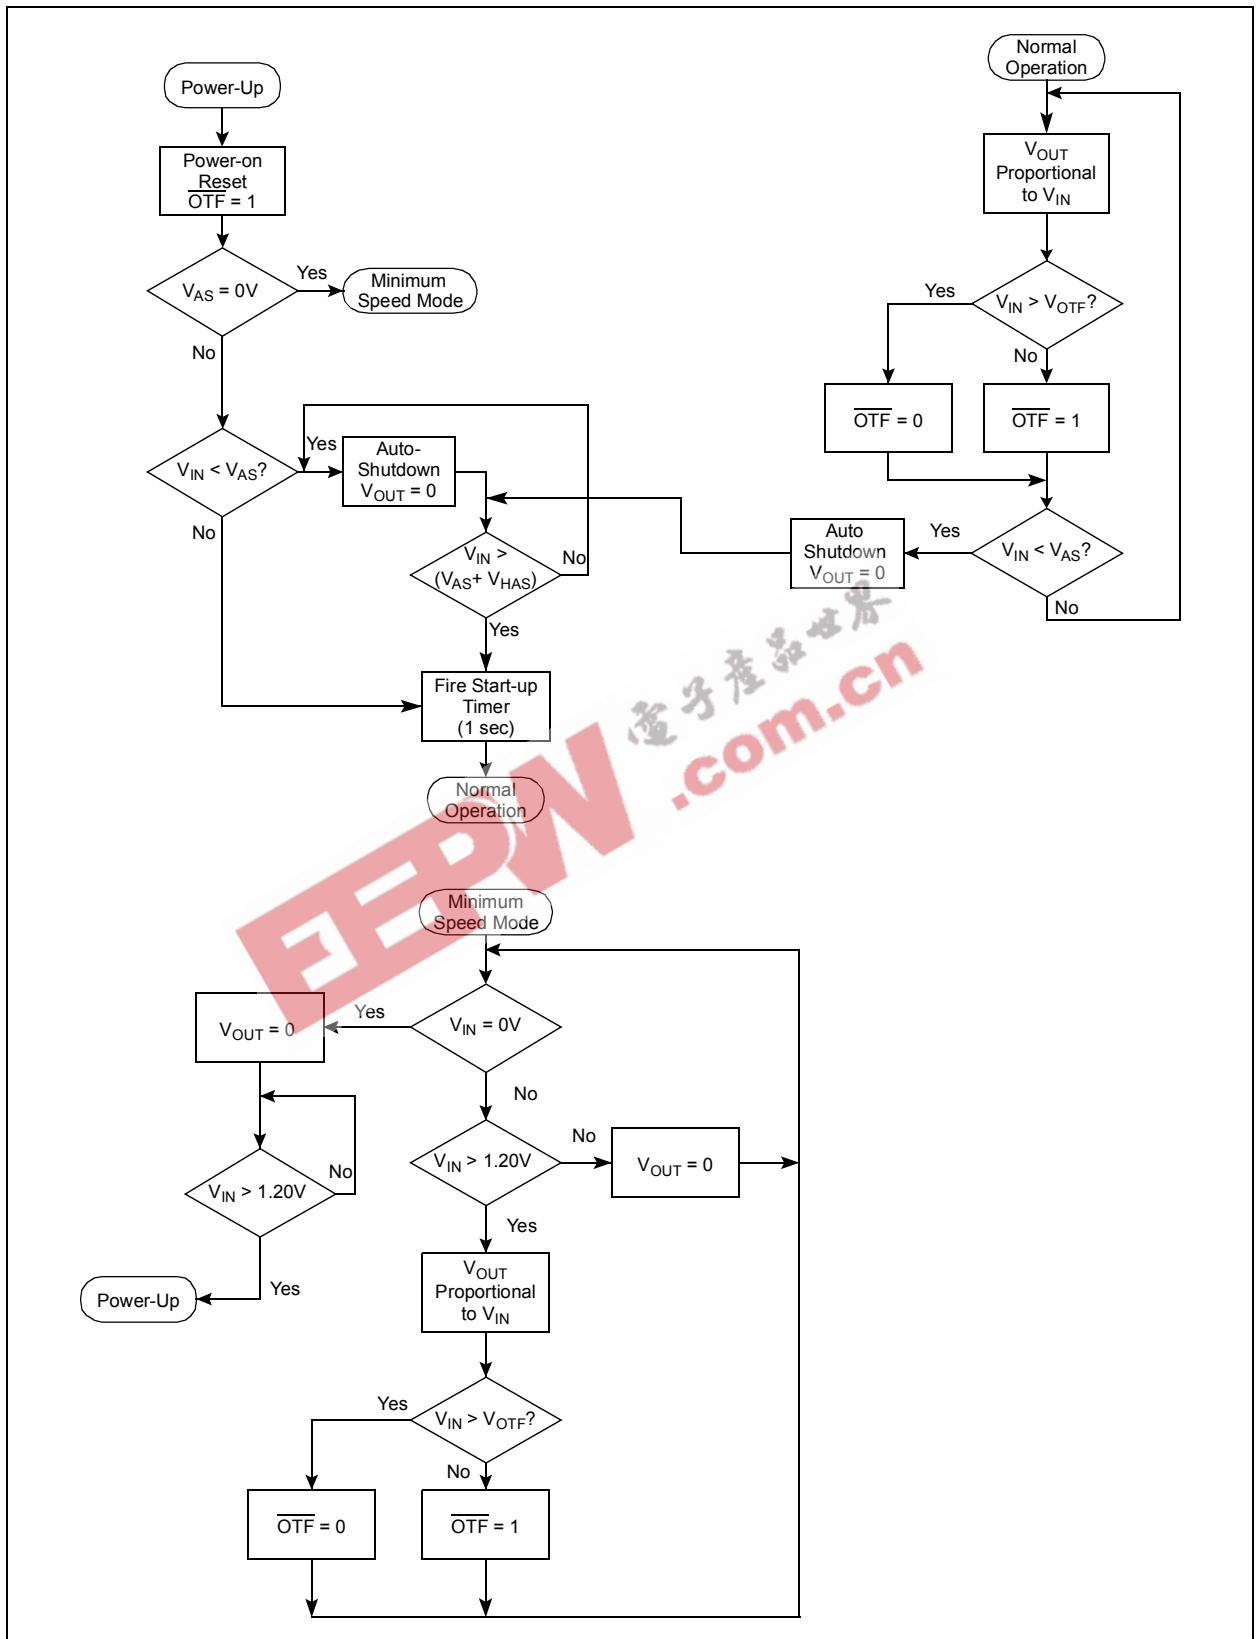 Power-Up
Power-on
Reset
OTF = 1
VAS = 0V
Yes
Minimum
Speed Mode
No
VIN < VAS?
Yes
Auto-
Shutdown
VOUT = 0
No
VIN >
(VAS+ VHAS)
No
Yes
Fire Start-up
Timer
(1 sec)
Normal
Operation
Normal
Operation
VOUT
Proportional
to VIN
VIN > VOTF?
Yes
No
OTF = 0
OTF = 1
VIN < VAS?
Yes
Auto
Shutdown
VOUT = 0
No
EEPW
電子產品世界
.com.cn
Minimum
Speed Mode
VIN = 0V
Yes
VOUT = 0
No
VIN > 1.20V
No
VOUT = 0
VIN > 1.20V
No
Yes
Power-Up
Yes
VOUT
Proportional
to VIN
VIN > VOTF?
Yes
No
OTF = 0
OTF = 1